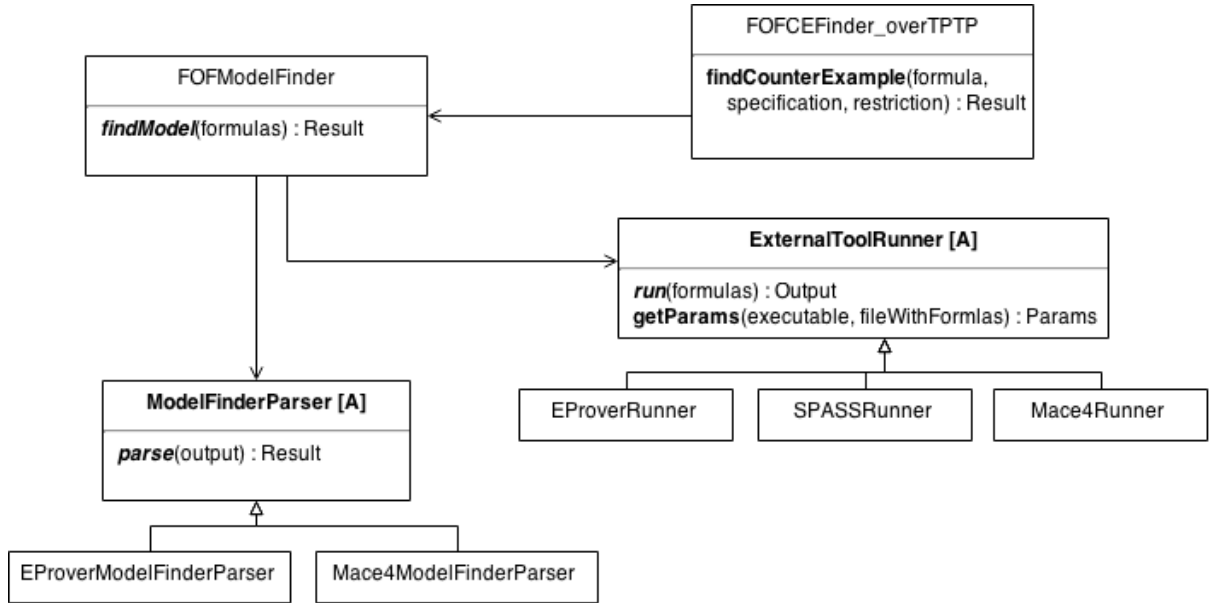 FOFCEFinder_overTPTP
findCounterExample(formula,
specification, restriction) : Result
FOFModelFinder
findModel(formulas) : Result
ExternalToolRunner [A]
run(formulas) : Output
getParams(executable, fileWithFormlas) : Params
EProverRunner
SPASSRunner
Mace4Runner
ModelFinderParser [A]
parse(output) : Result
EProverModelFinderParser
Mace4ModelFinderParser